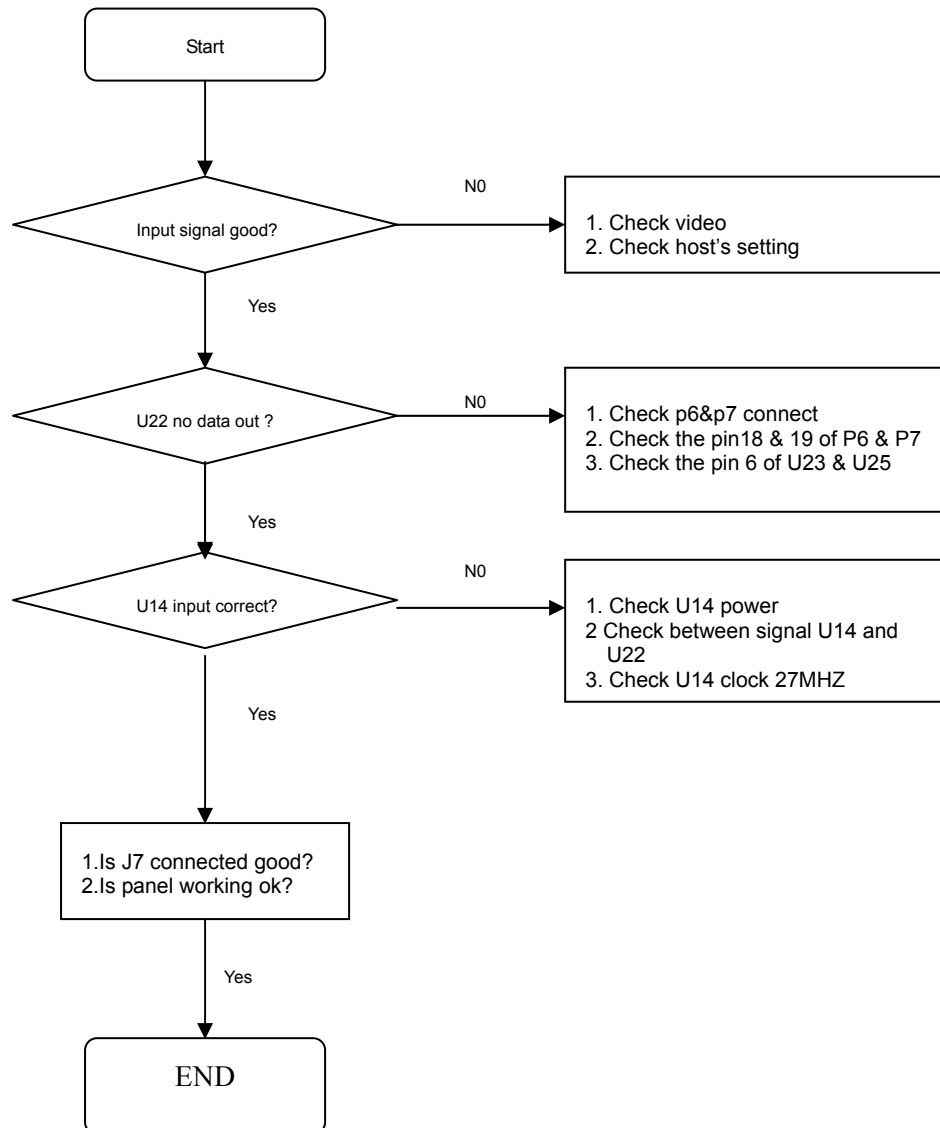 Start
Input signal good?
N0
1. Check video
2. Check host's setting
Yes
U22 no data out ?
N0
1. Check p6&p7 connect
2. Check the pin18 & 19 of P6 & P7
3. Check the pin 6 of U23 & U25
Yes
U14 input correct?
N0
1. Check U14 power
2 Check between signal U14 and
U22
3. Check U14 clock 27MHZ
Yes
1.Is J7 connected good?
2.Is panel working ok?
Yes
END